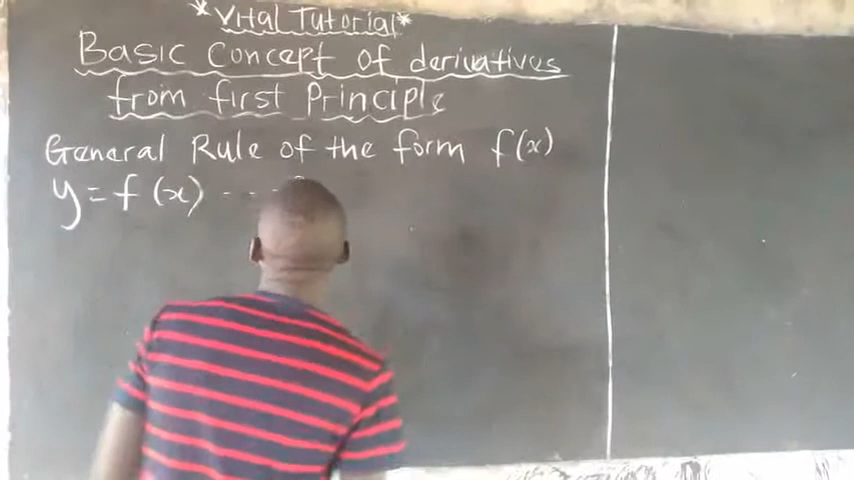 *Vital Tutorial*
Basic Concept of derivatives
from first Principle
General Rule of the form f(x)
y = f(x) - - -